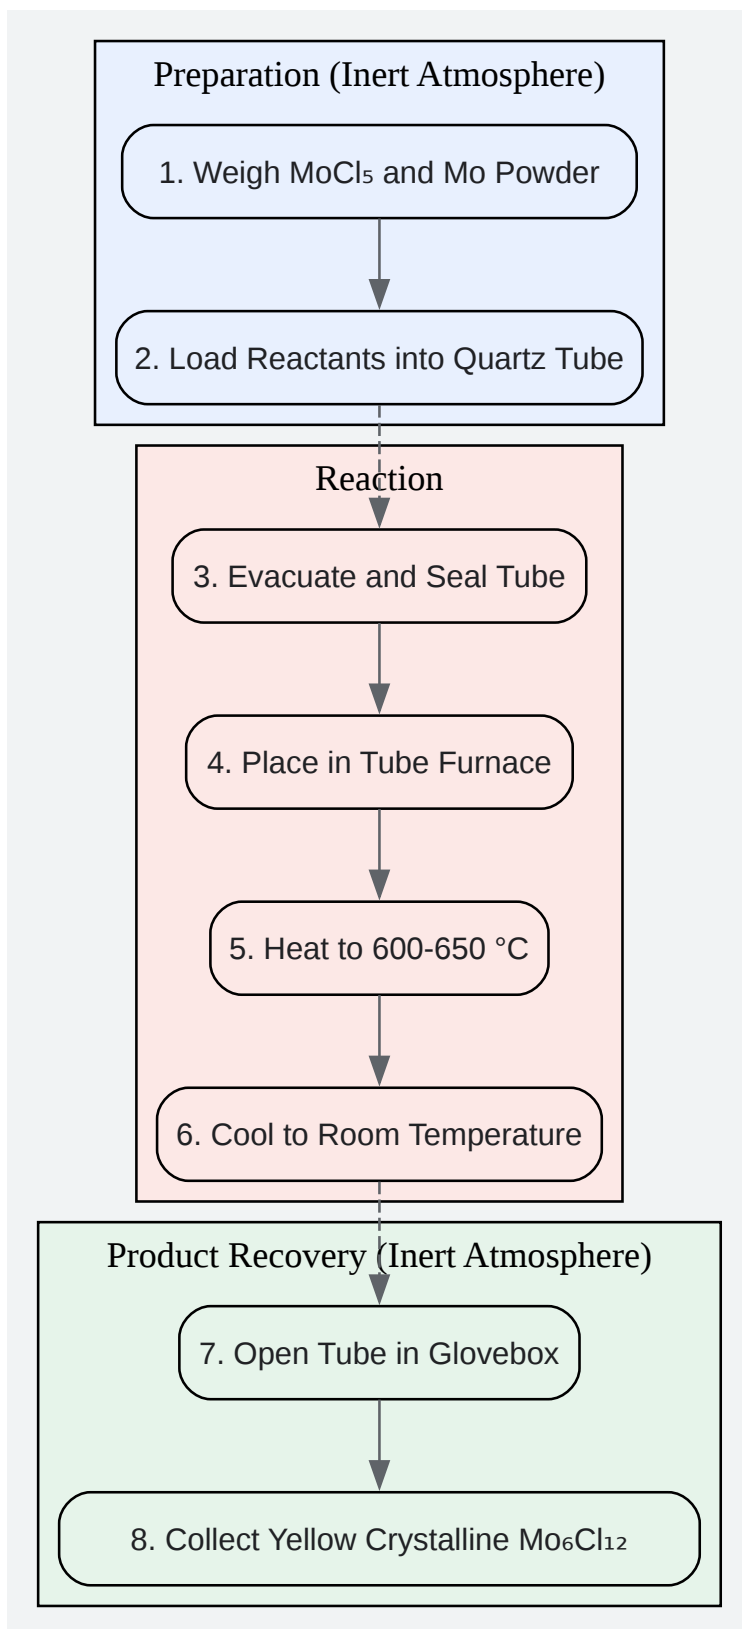 Preparation (Inert Atmosphere)
1. Weigh MoCl₅ and Mo Powder
2. Load Reactants into Quartz Tube
Reaction
3. Evacuate and Seal Tube
4. Place in Tube Furnace
5. Heat to 600-650 °C
6. Cool to Room Temperature
Product Recovery (Inert Atmosphere)
7. Open Tube in Glovebox
8. Collect Yellow Crystalline Mo₆Cl₁₂